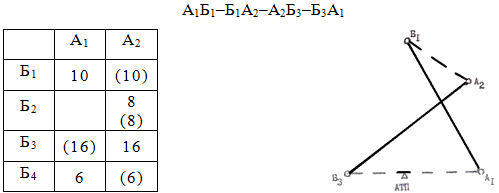 А₁Б₁–Б₁А₂–А₂Б₃–Б₃А₁
А₁ А₂
Б₁ 10 (10)
Б₂ 8
(8)
Б₃ (16) 16
Б₄ 6 (6)
Б₁
А₂
Б₃
АТП
А₁